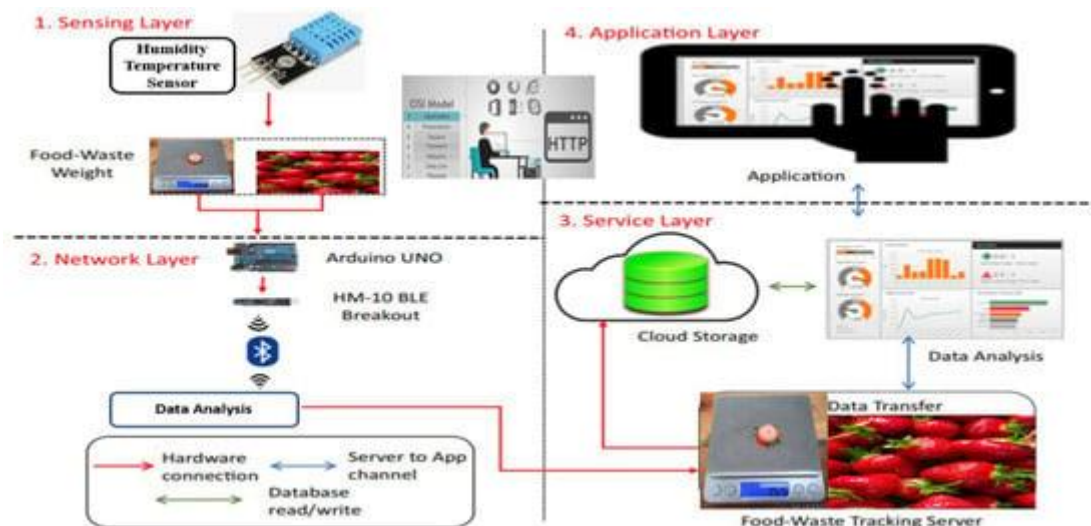 1. Sensing Layer
Humidity
Temperature
Sensor
Food-Waste
Weight
OSI Model
HTTP
2. Network Layer
Arduino UNO
HM-10 BLE
Breakout
Data Analysis
Hardware
connection
Server to App
channel
Database
read/write
4. Application Layer
Application
3. Service Layer
Cloud Storage
Data Analysis
Data Transfer
Food-Waste Tracking Server